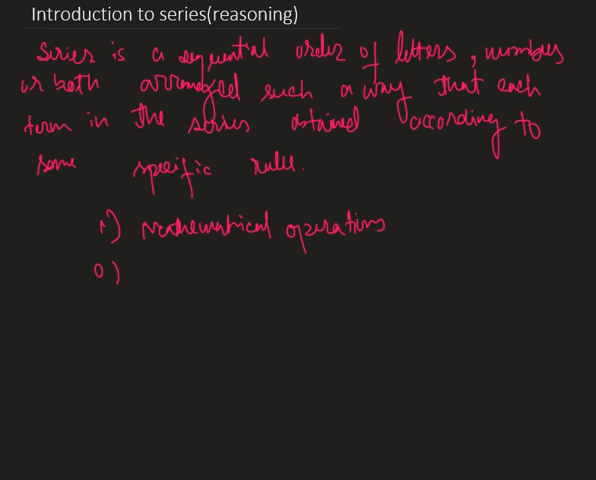 Introduction to series(reasoning)
Series is a sequential order of letters, numbers
or both arranged such a way that each
term in the series obtained according to
some specific rule.
1) mathematical operations
0)